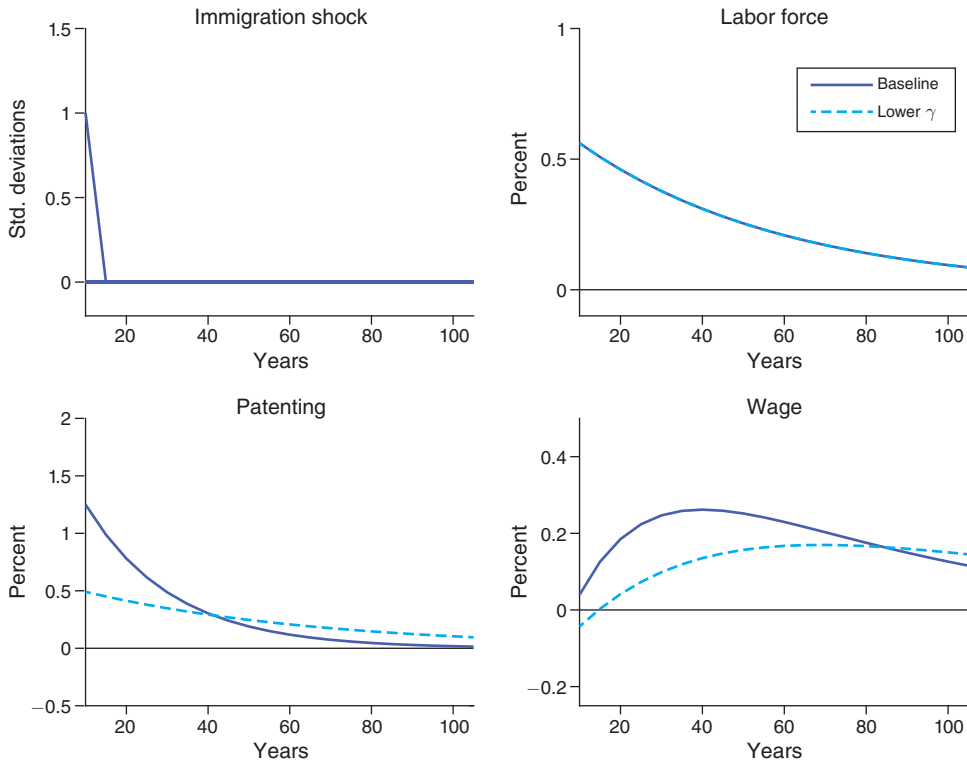 Immigration shock
Std. deviations
1.5
1
0.5
0
20 40 60 80 100
Years
Labor force
Percent
1
0.5
0
20 40 60 80 100
Years
Baseline
Lower γ
Patenting
Percent
2
1.5
1
0.5
0
−0.5
20 40 60 80 100
Years
Wage
Percent
0.4
0.2
0
−0.2
20 40 60 80 100
Years